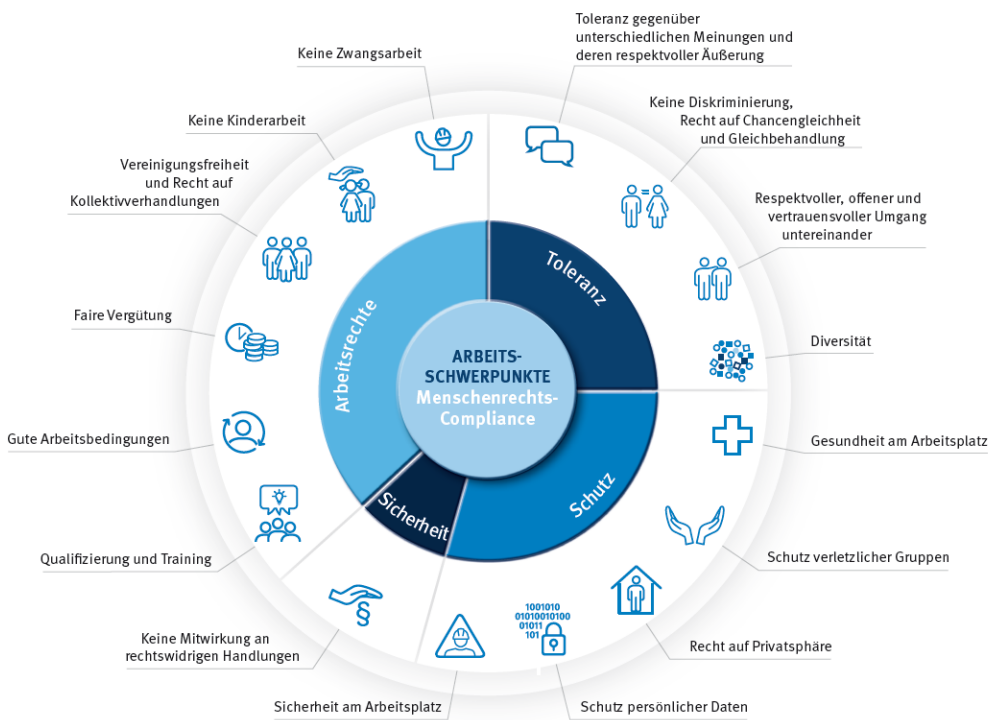 Toleranz gegenüber
unterschiedlichen Meinungen und
deren respektvoller Äußerung
Keine Zwangsarbeit
Keine Diskriminierung,
Recht auf Chancengleichheit
und Gleichbehandlung
Keine Kinderarbeit
Vereinigungsfreiheit
und Recht auf
Kollektivverhandlungen
Respektvoller, offener und
vertrauensvoller Umgang
untereinander
Faire Vergütung
Diversität
Gute Arbeitsbedingungen
Gesundheit am Arbeitsplatz
Qualifizierung und Training
Schutz verletzlicher Gruppen
Keine Mitwirkung an
rechtswidrigen Handlungen
§
Recht auf Privatsphäre
Sicherheit am Arbeitsplatz
Schutz persönlicher Daten
1001010
01010010100
01011
101
Arbeitsrechte
Toleranz
Sicherheit
Schutz
ARBEITS-
SCHWERPUNKTE
Menschenrechts-
Compliance